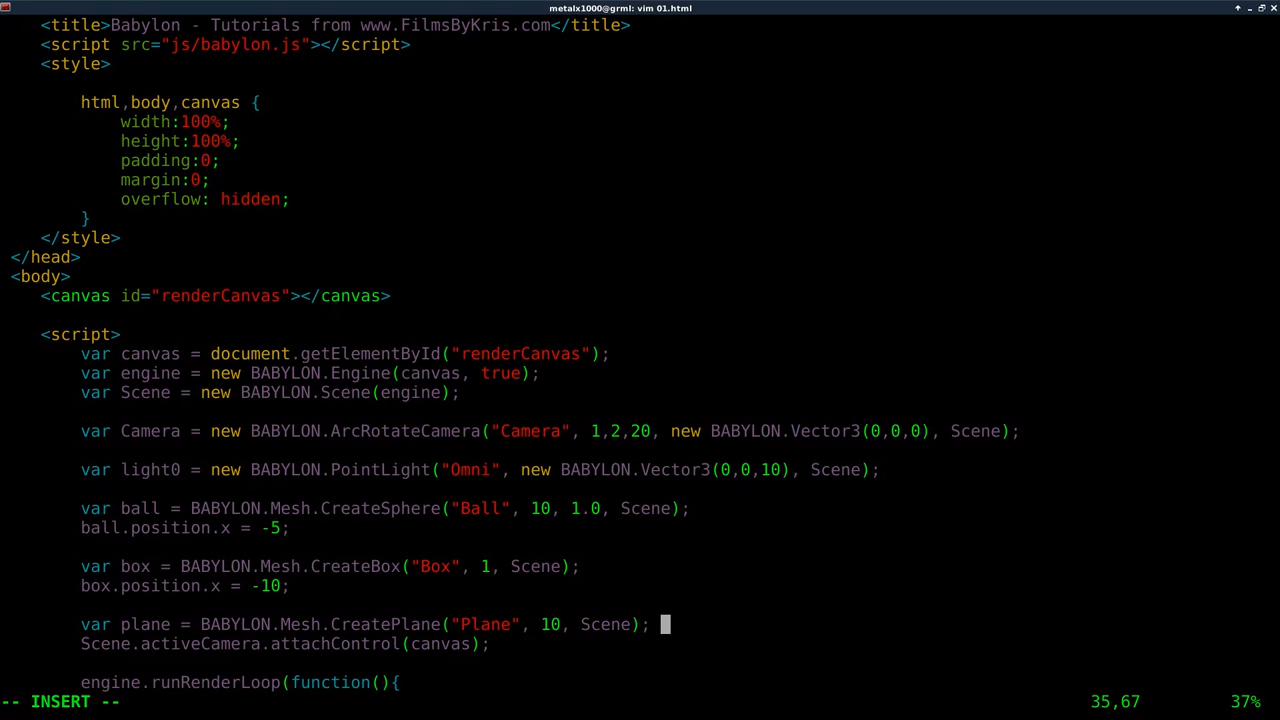 metalx1000@grml: vim 01.html
<title>Babylon - Tutorials from www.FilmsByKris.com</title>
<script src="js/babylon.js"></script>
<style>
html,body,canvas {
width:100%;
height:100%;
padding:0;
margin:0;
overflow: hidden;
}
</style>
</head>
<body>
<canvas id="renderCanvas"></canvas>
<script>
var canvas = document.getElementById("renderCanvas");
var engine = new BABYLON.Engine(canvas, true);
var Scene = new BABYLON.Scene(engine);
var Camera = new BABYLON.ArcRotateCamera("Camera", 1,2,20, new BABYLON.Vector3(0,0,0), Scene);
var light0 = new BABYLON.PointLight("Omni", new BABYLON.Vector3(0,0,10), Scene);
var ball = BABYLON.Mesh.CreateSphere("Ball", 10, 1.0, Scene);
ball.position.x = -5;
var box = BABYLON.Mesh.CreateBox("Box", 1, Scene);
box.position.x = -10;
var plane = BABYLON.Mesh.CreatePlane("Plane", 10, Scene);
Scene.activeCamera.attachControl(canvas);
engine.runRenderLoop(function(){
-- INSERT -- 35,67 37%